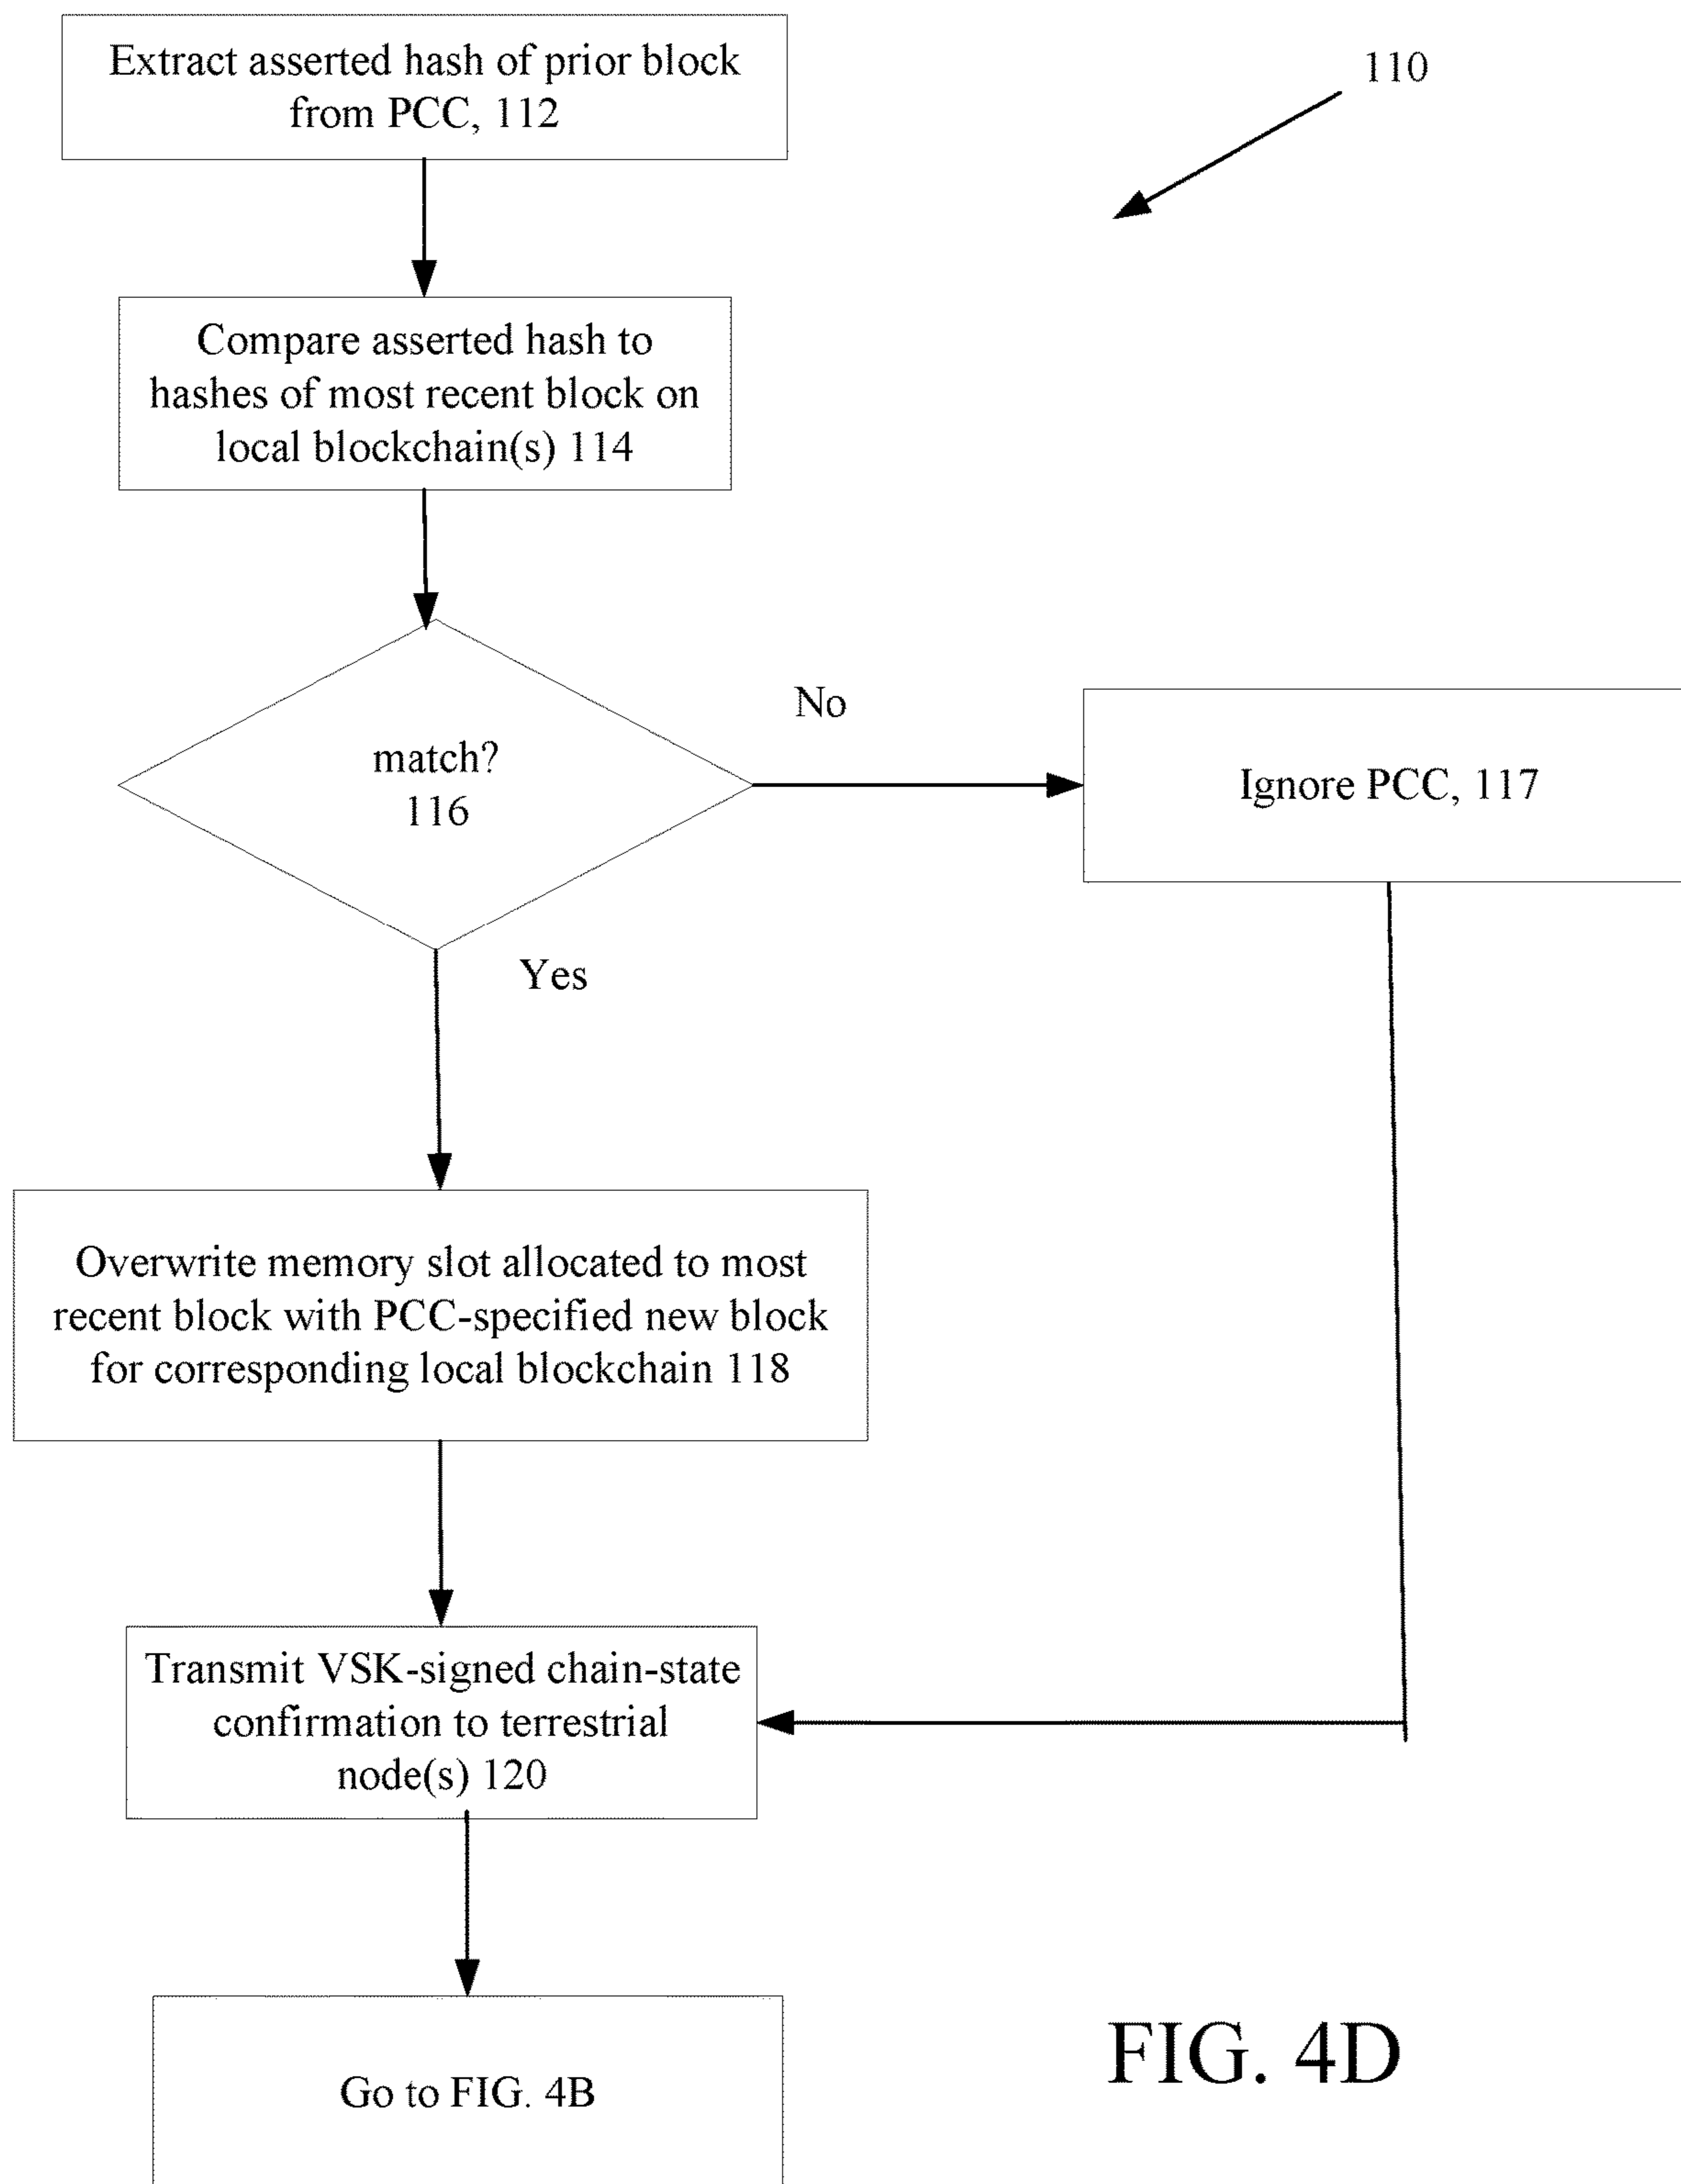 Extract asserted hash of prior block
from PCC, 112
110
Compare asserted hash to
hashes of most recent block on
local blockchain(s) 114
match?
116
No
Ignore PCC, 117
Yes
Overwrite memory slot allocated to most
recent block with PCC-specified new block
for corresponding local blockchain 118
Transmit VSK-signed chain-state
confirmation to terrestrial
node(s) 120
Go to FIG. 4B
FIG. 4D